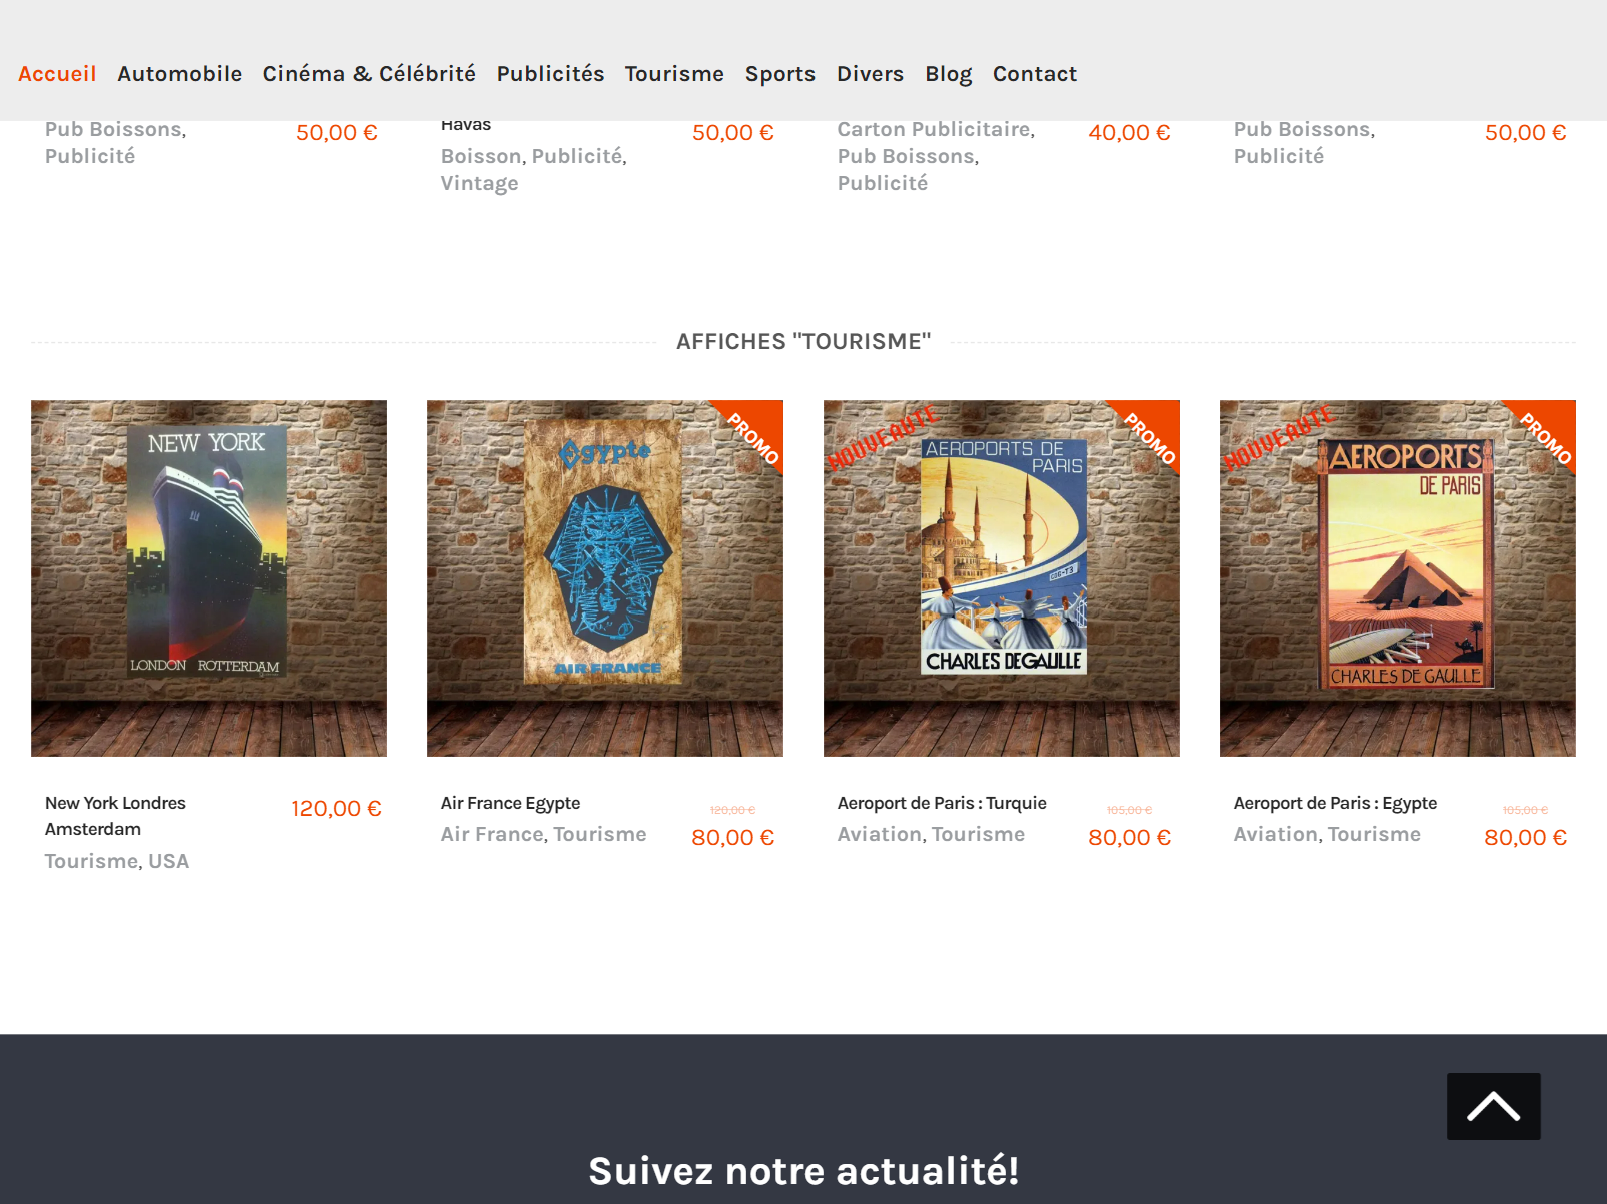 Accueil Automobile Cinéma & Célébrité Publicités Tourisme Sports Divers Blog Contact
Pub Boissons,
Publicité
50,00 €
Havas
Boisson, Publicité,
Vintage
50,00 €
Carton Publicitaire,
Pub Boissons,
Publicité
40,00 €
Pub Boissons,
Publicité
50,00 €
AFFICHES "TOURISME"
NEW YORK
LONDON ROTTERDAM
PROMO
Egypte
AIR FRANCE
NOUVEAUTE
PROMO
AEROPORTS DE
PARIS
CHARLES DE GAULLE
NOUVEAUTE
PROMO
AEROPORTS
DE PARIS
CHARLES DE GAULLE
New York Londres
Amsterdam
Tourisme, USA
120,00 €
Air France Egypte
Air France, Tourisme
120,00 €
80,00 €
Aeroport de Paris : Turquie
Aviation, Tourisme
105,00 €
80,00 €
Aeroport de Paris : Egypte
Aviation, Tourisme
105,00 €
80,00 €
Suivez notre actualité!